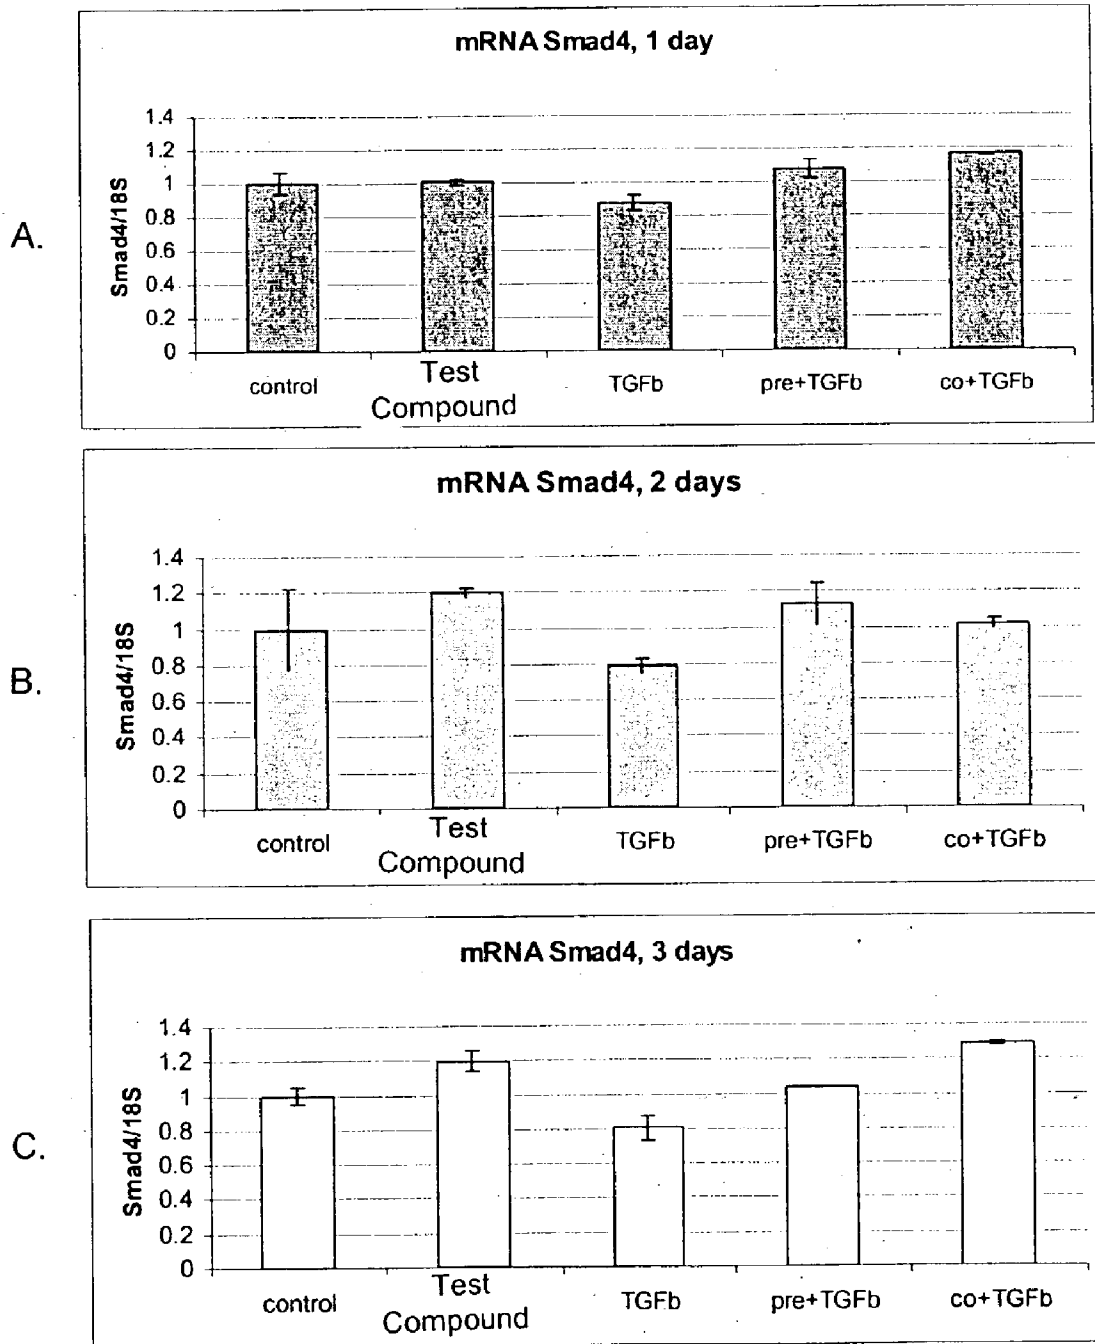 A.
mRNA Smad4, 1 day
Smad4/18S
1.4
1.2
1
0.8
0.6
0.4
0.2
0
control
Test
Compound
TGFb
pre+TGFb
co+TGFb
B.
mRNA Smad4, 2 days
Smad4/18S
1.4
1.2
1
0.8
0.6
0.4
0.2
0
control
Test
Compound
TGFb
pre+TGFb
co+TGFb
C.
mRNA Smad4, 3 days
Smad4/18S
1.4
1.2
1
0.8
0.6
0.4
0.2
0
control
Test
Compound
TGFb
pre+TGFb
co+TGFb